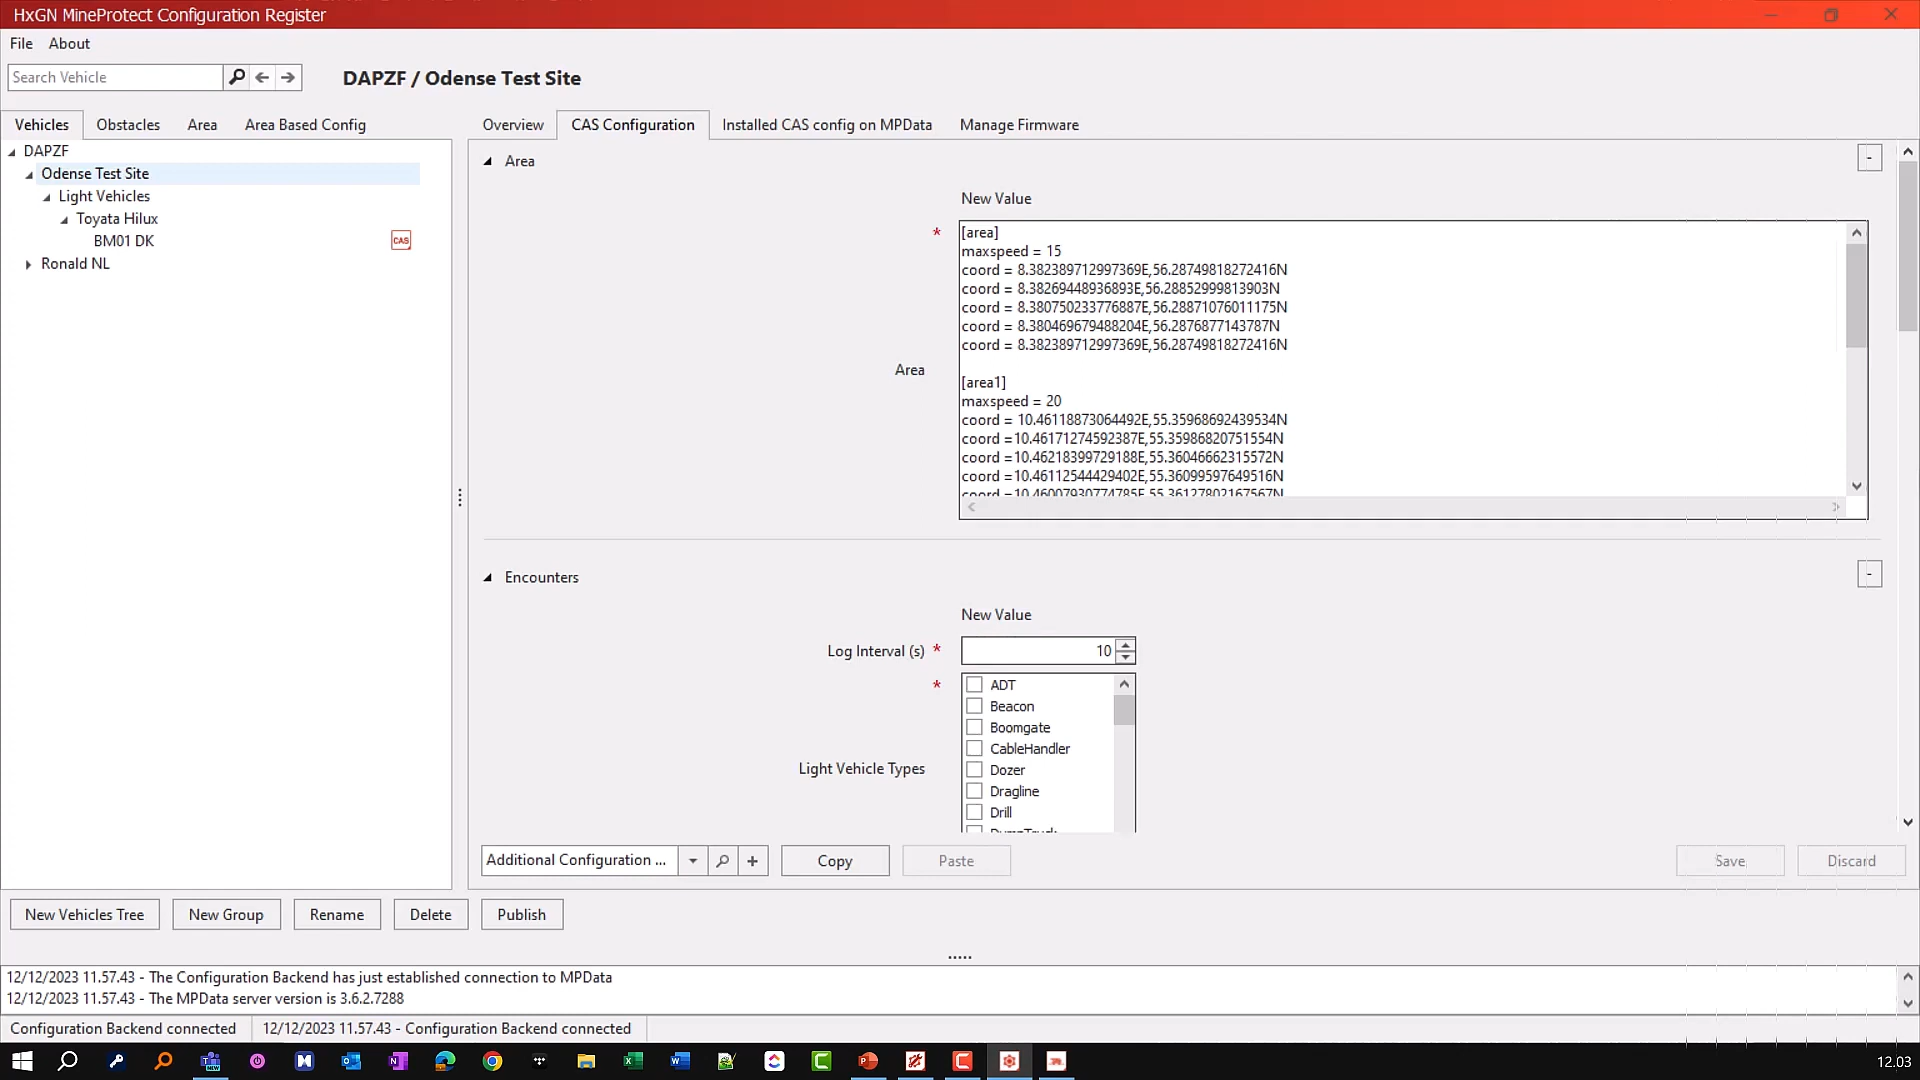 HxGN MineProtect Configuration Register
File About
Search Vehicle
DAPZF / Odense Test Site
Vehicles Obstacles Area Area Based Config
Overview CAS Configuration Installed CAS config on MPData Manage Firmware
DAPZF
Odense Test Site
Light Vehicles
Toyata Hilux
BM01 DK
CAS
Ronald NL
Area
-
New Value
*
Area
[area]
maxspeed = 15
coord = 8.382389712997369E,56.28749818272416N
coord = 8.38269448936893E,56.28852999813903N
coord = 8.380750233776887E,56.28871076011175N
coord = 8.380469679488204E,56.2876877143787N
coord = 8.382389712997369E,56.28749818272416N
[area1]
maxspeed = 20
coord = 10.46118873064492E,55.35968692439534N
coord =10.46171274592387E,55.35986820751554N
coord =10.46218399729188E,55.36046662315572N
coord =10.46112544429402E,55.36099597649516N
coord =10.46007930774785E,55.36127802167567N
Encounters
-
New Value
Log Interval (s) * 10
*
Light Vehicle Types
ADT
Beacon
Boomgate
CableHandler
Dozer
Dragline
Drill
DumpTruck
Additional Configuration ... + Copy Paste Save Discard
New Vehicles Tree New Group Rename Delete Publish
12/12/2023 11.57.43 - The Configuration Backend has just established connection to MPData
12/12/2023 11.57.43 - The MPData server version is 3.6.2.7288
Configuration Backend connected 12/12/2023 11.57.43 - Configuration Backend connected
12.03